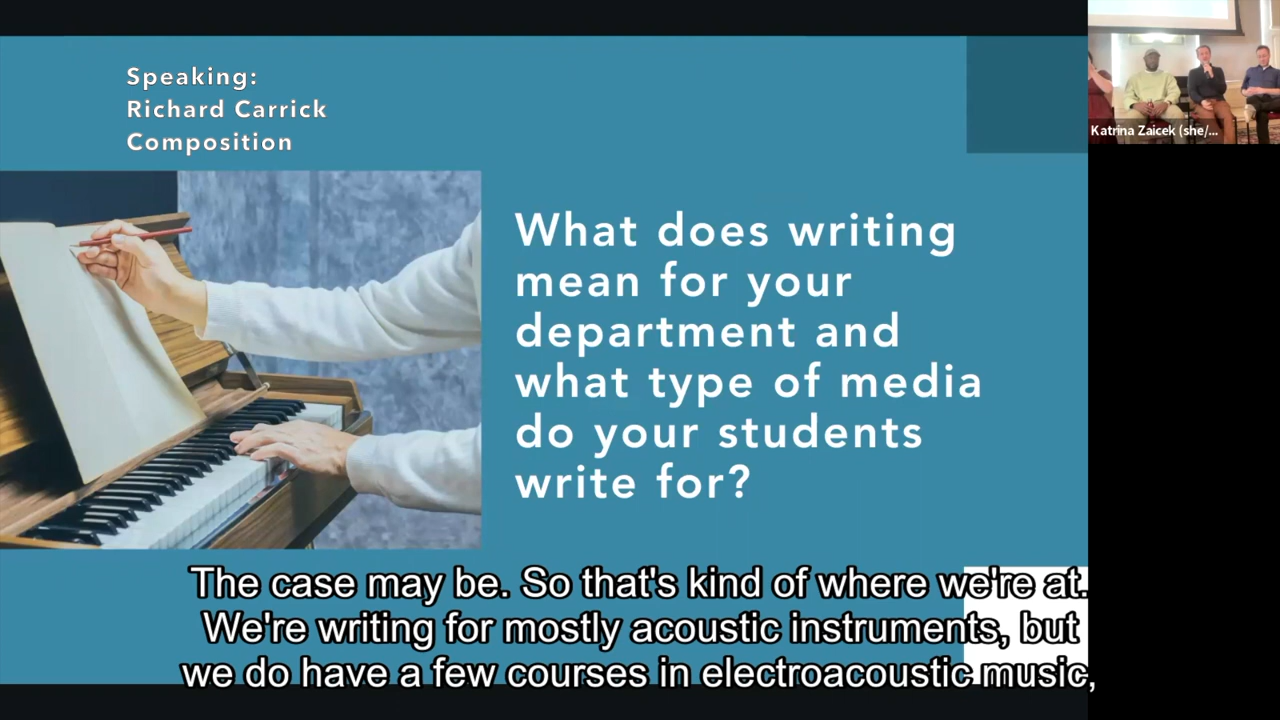 Speaking:
Richard Carrick
Composition
Katrina Zaicek (she/...
What does writing
mean for your
department and
what type of media
do your students
write for?
The case may be. So that's kind of where we're at.
We're writing for mostly acoustic instruments, but
we do have a few courses in electroacoustic music,